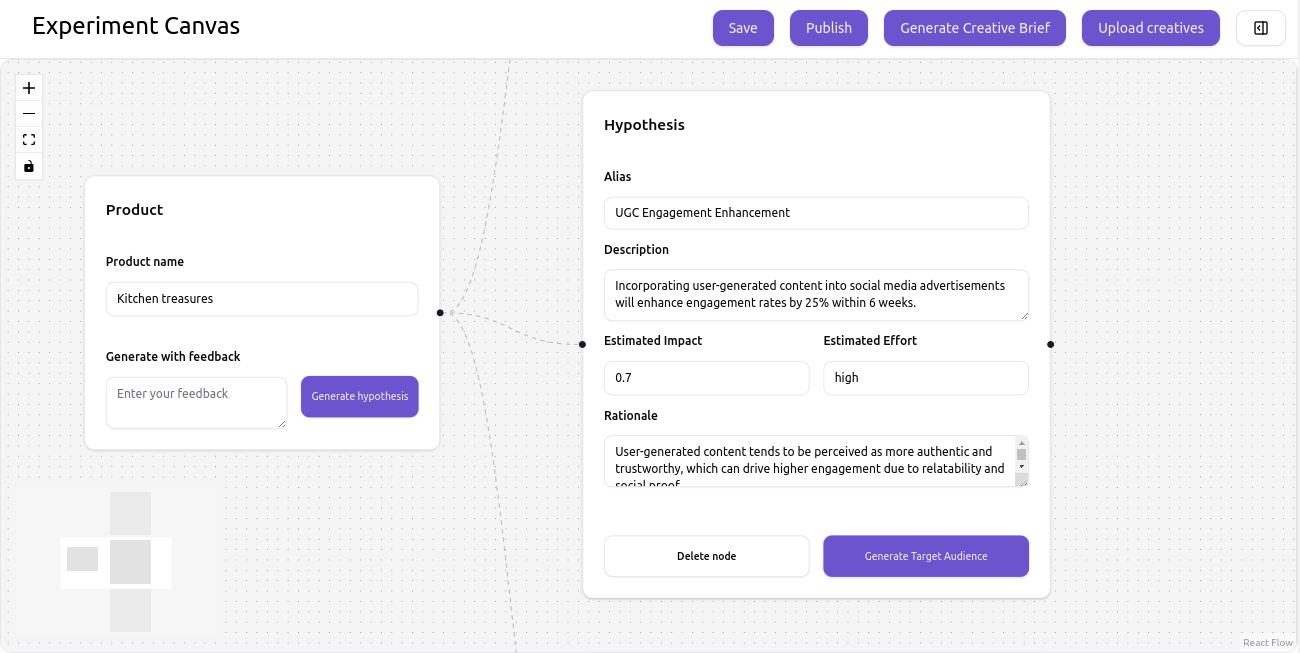 Experiment Canvas
Save
Publish
Generate Creative Brief
Upload creatives
Product
Product name
Kitchen treasures
Generate with feedback
Enter your feedback
Generate hypothesis
Hypothesis
Alias
UGC Engagement Enhancement
Description
Incorporating user-generated content into social media advertisements
will enhance engagement rates by 25% within 6 weeks.
Estimated Impact
Estimated Effort
0.7
high
Rationale
User-generated content tends to be perceived as more authentic and
trustworthy, which can drive higher engagement due to relatability and
social proof
Delete node
Generate Target Audience
React Flow